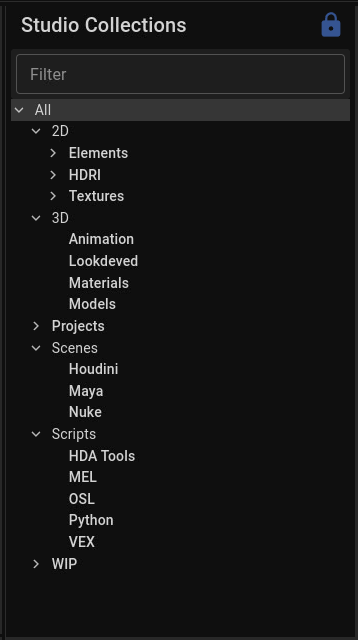 Studio Collections
Filter
All
2D
Elements
HDRI
Textures
3D
Animation
Lookdeved
Materials
Models
Projects
Scenes
Houdini
Maya
Nuke
Scripts
HDA Tools
MEL
OSL
Python
VEX
WIP